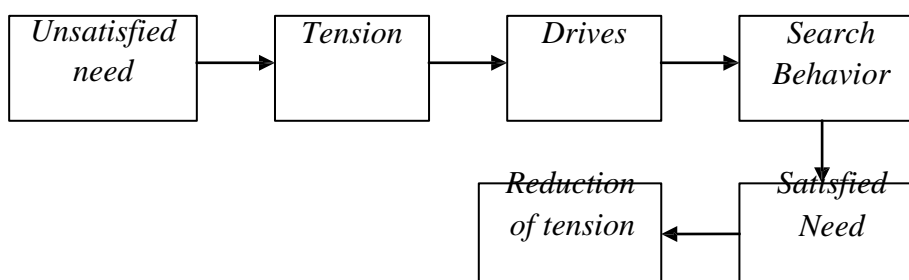 Unsatisfied
need
Tension
Drives
Search
Behavior
Reduction
of tension
Satisfied
Need